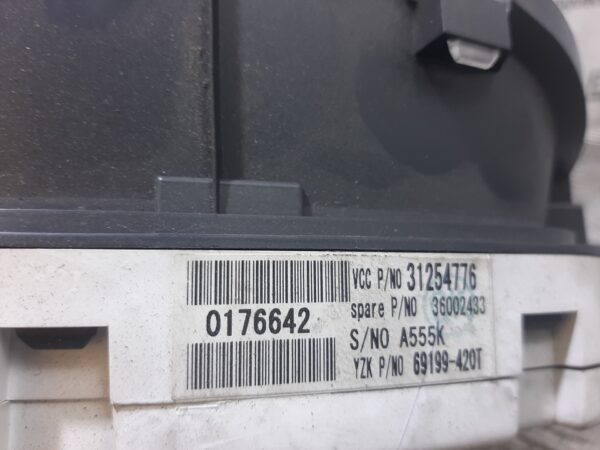 VCC P/NO 31254776
spare P/NO 36002433
0176642
S/NO A555K
YZK P/NO 69199-420T